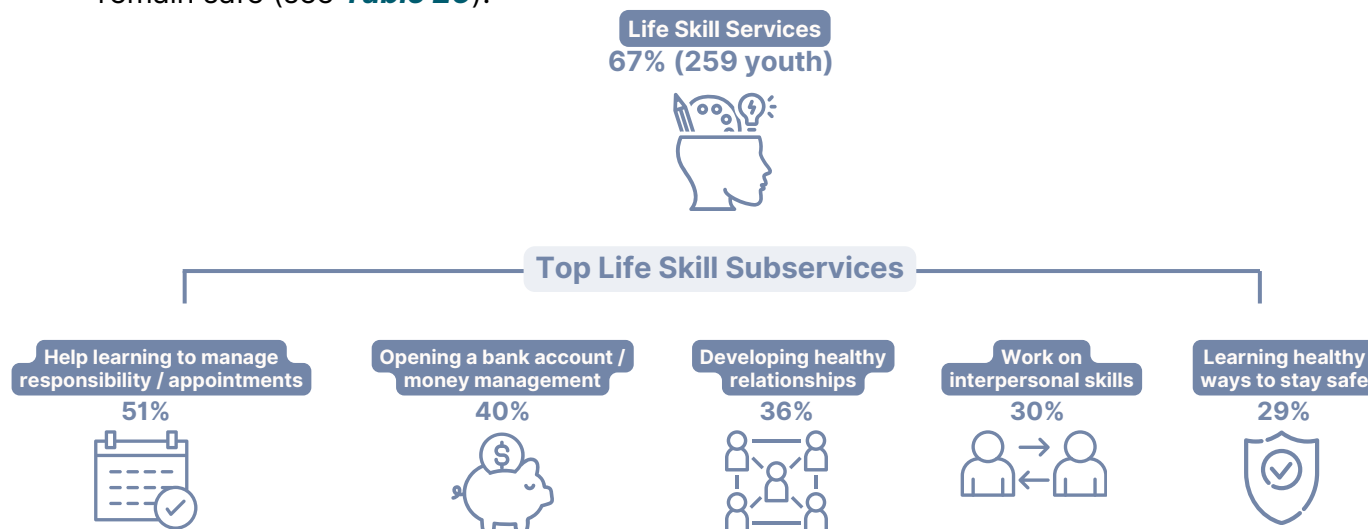 Life Skill Services
67% (259 youth)
Top Life Skill Subservices
Help learning to manage
responsibility / appointments
51%
Opening a bank account /
money management
40%
Developing healthy
relationships
36%
Work on
interpersonal skills
30%
Learning healthy
ways to stay safe
29%